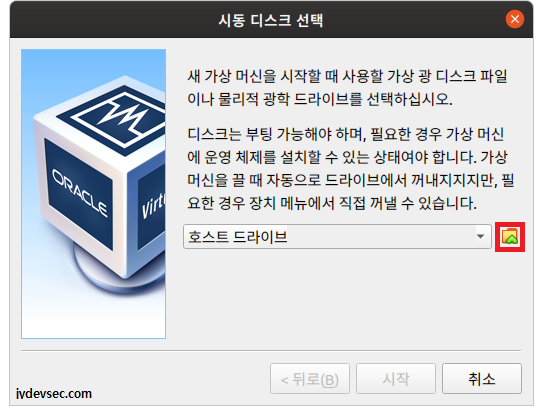 시동 디스크 선택
새 가상 머신을 시작할 때 사용할 가상 광 디스크 파일
이나 물리적 광학 드라이브를 선택하십시오.
디스크는 부팅 가능해야 하며, 필요한 경우 가상 머신
에 운영 체제를 설치할 수 있는 상태여야 합니다. 가상
머신을 끌 때 자동으로 드라이브에서 꺼내지지지만, 필
요한 경우 장치 메뉴에서 직접 꺼낼 수 있습니다.
ORACLE
Virtu
호스트 드라이브
< 뒤로(B)
시작
취소
jydevsec.com